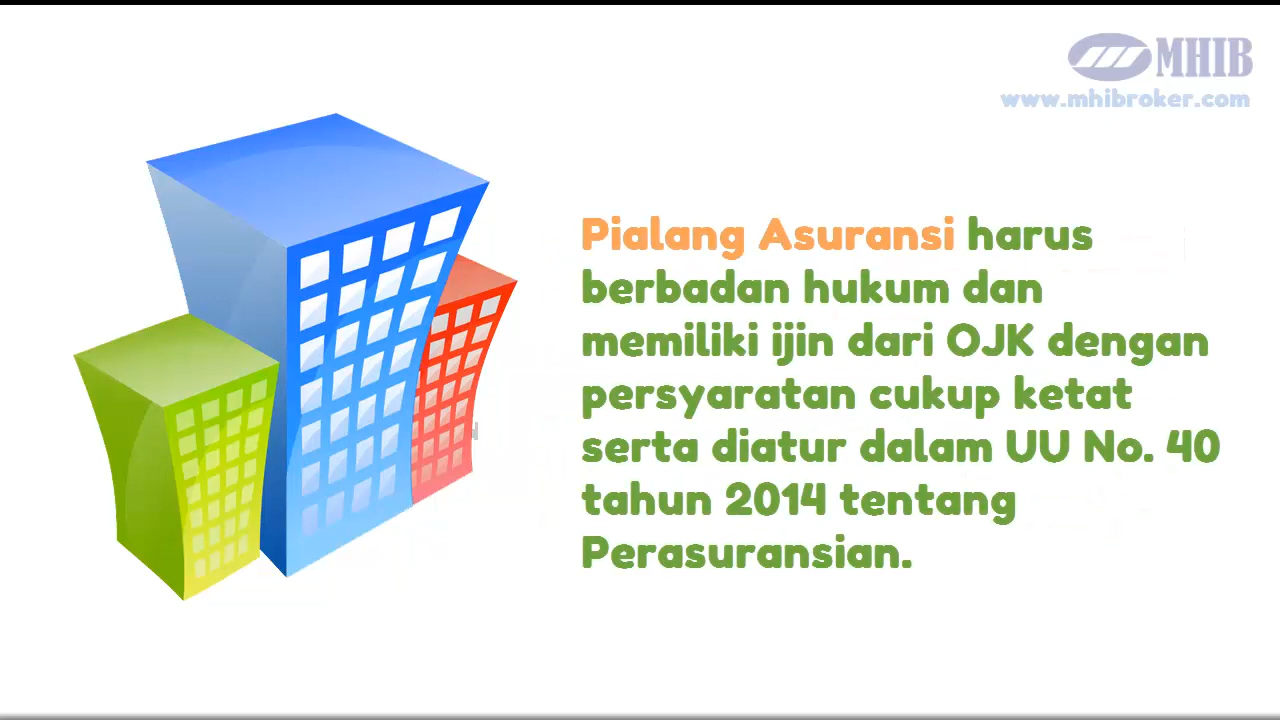 MHIB
www.mhibroker.com
Pialang Asuransi harus
berbadan hukum dan
memiliki ijin dari OJK dengan
persyaratan cukup ketat
serta diatur dalam UU No. 40
tahun 2014 tentang
Perasuransian.